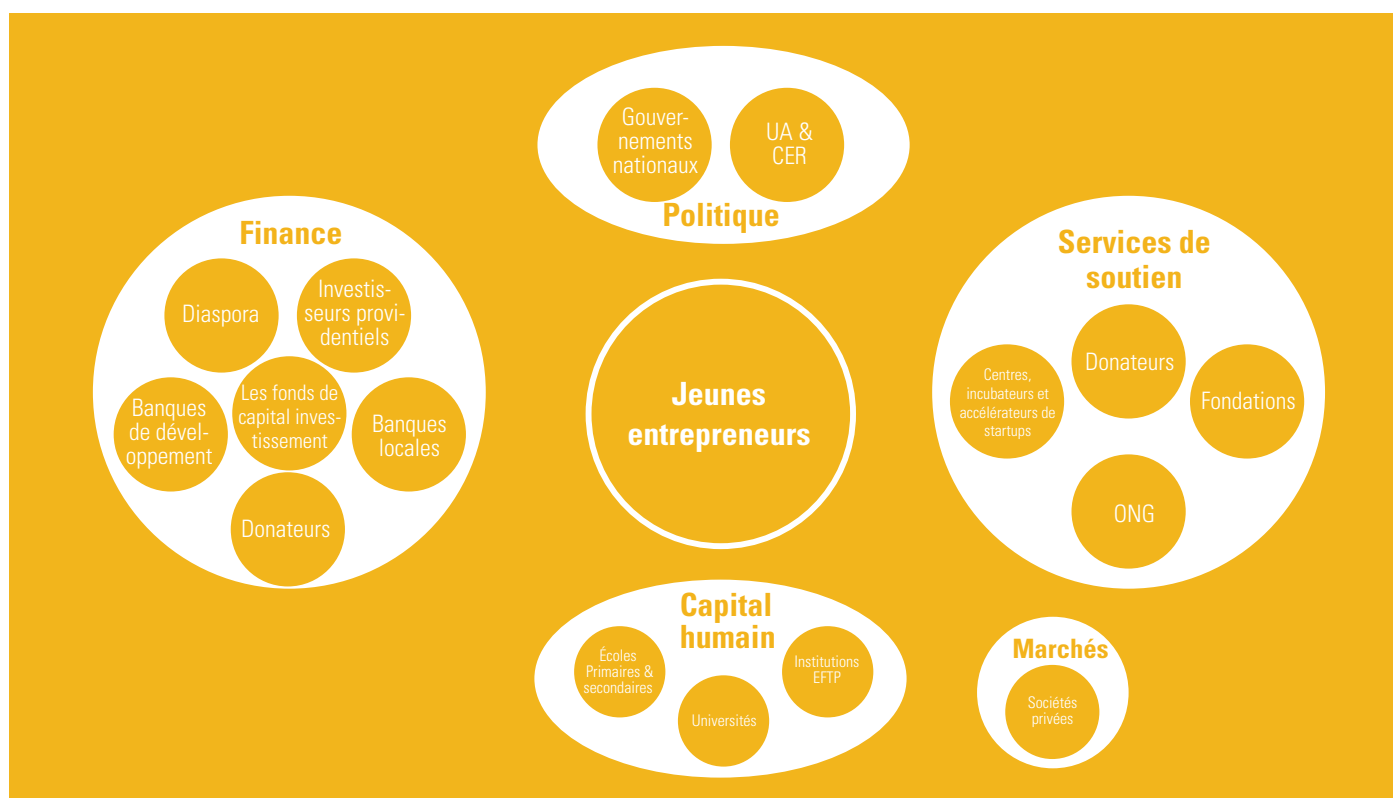 Gouver-
nements
nationaux
UA &
CER
Politique
Finance
Diaspora
Investis-
seurs provi-
dentiels
Banques
de dével-
oppement
Les fonds de
capital inves-
tissement
Banques
locales
Donateurs
Jeunes
entrepreneurs
Services de
soutien
Centres,
incubateurs et
accélérateurs de
startups
Donateurs
Fondations
ONG
Capital
humain
Écoles
Primaires &
secondaires
Universités
Institutions
EFTP
Marchés
Sociétés
privées